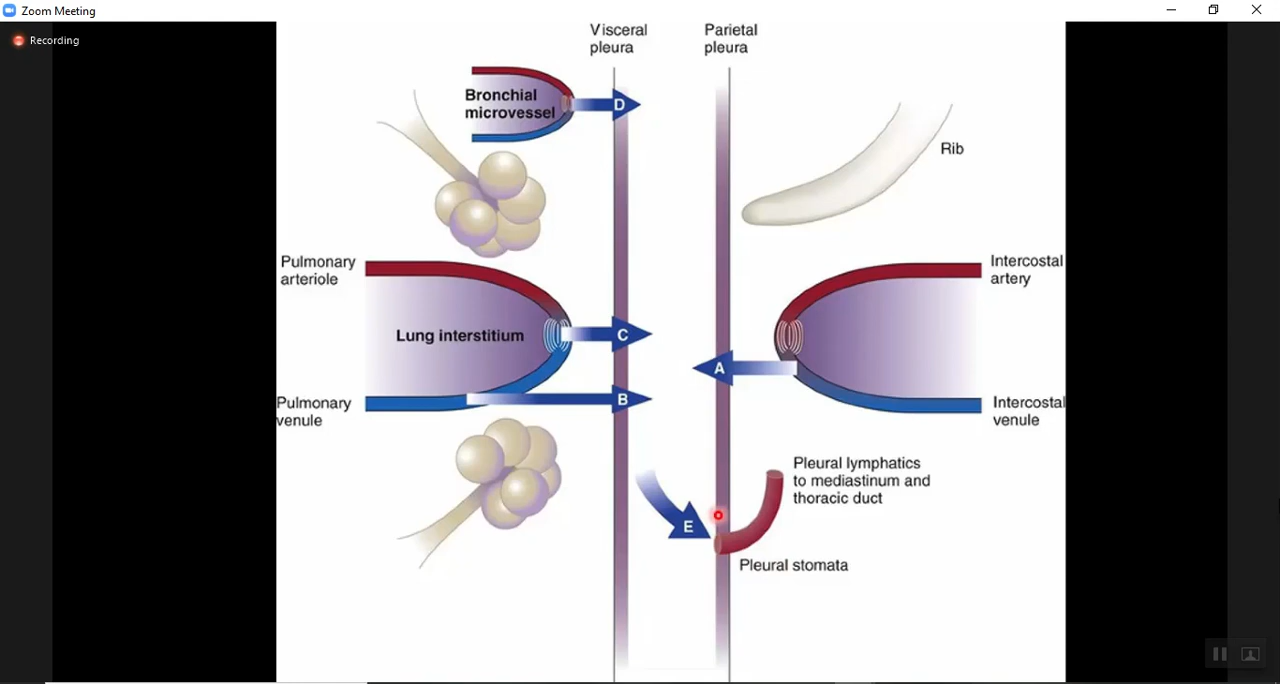 Zoom Meeting
Recording
Visceral
pleura
Parietal
pleura
Bronchial
microvessel
D
Rib
Pulmonary
arteriole
Intercostal
artery
Lung interstitium
C
A
B
Pulmonary
venule
Intercostal
venule
Pleural lymphatics
to mediastinum and
thoracic duct
E
Pleural stomata